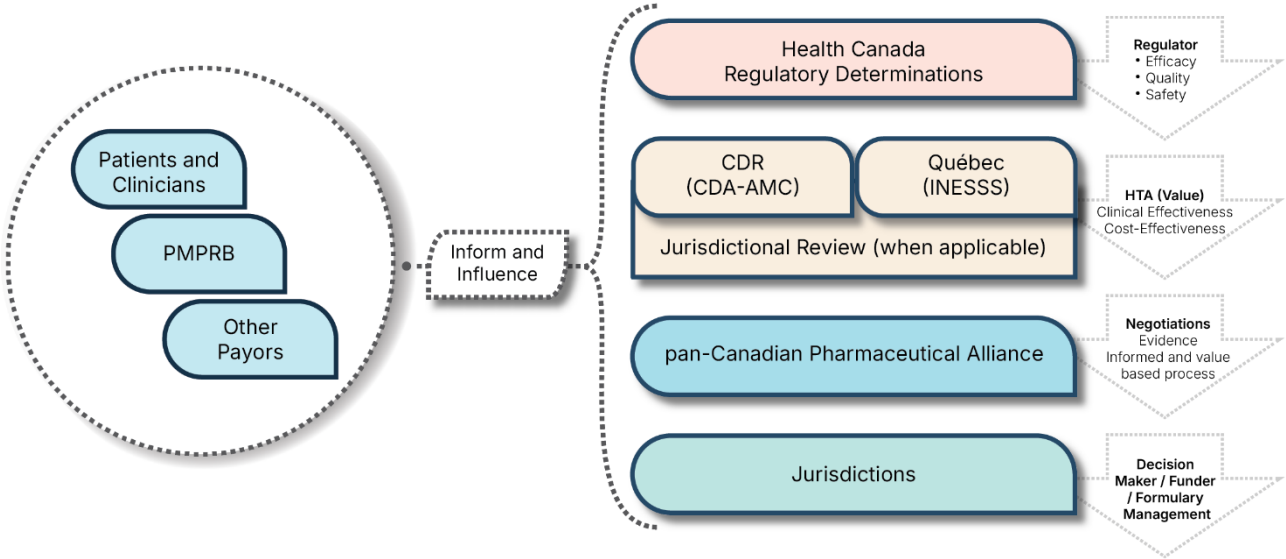 Patients and
Clinicians
PMPRB
Other
Payors
Inform and
Influence
Health Canada
Regulatory Determinations
Regulator
• Efficacy
• Quality
• Safety
CDR
(CDA-AMC)
Québec
(INESSS)
Jurisdictional Review (when applicable)
HTA (Value)
Clinical Effectiveness
Cost-Effectiveness
pan-Canadian Pharmaceutical Alliance
Negotiations
Evidence
Informed and value
based process
Jurisdictions
Decision
Maker / Funder
/ Formulary
Management